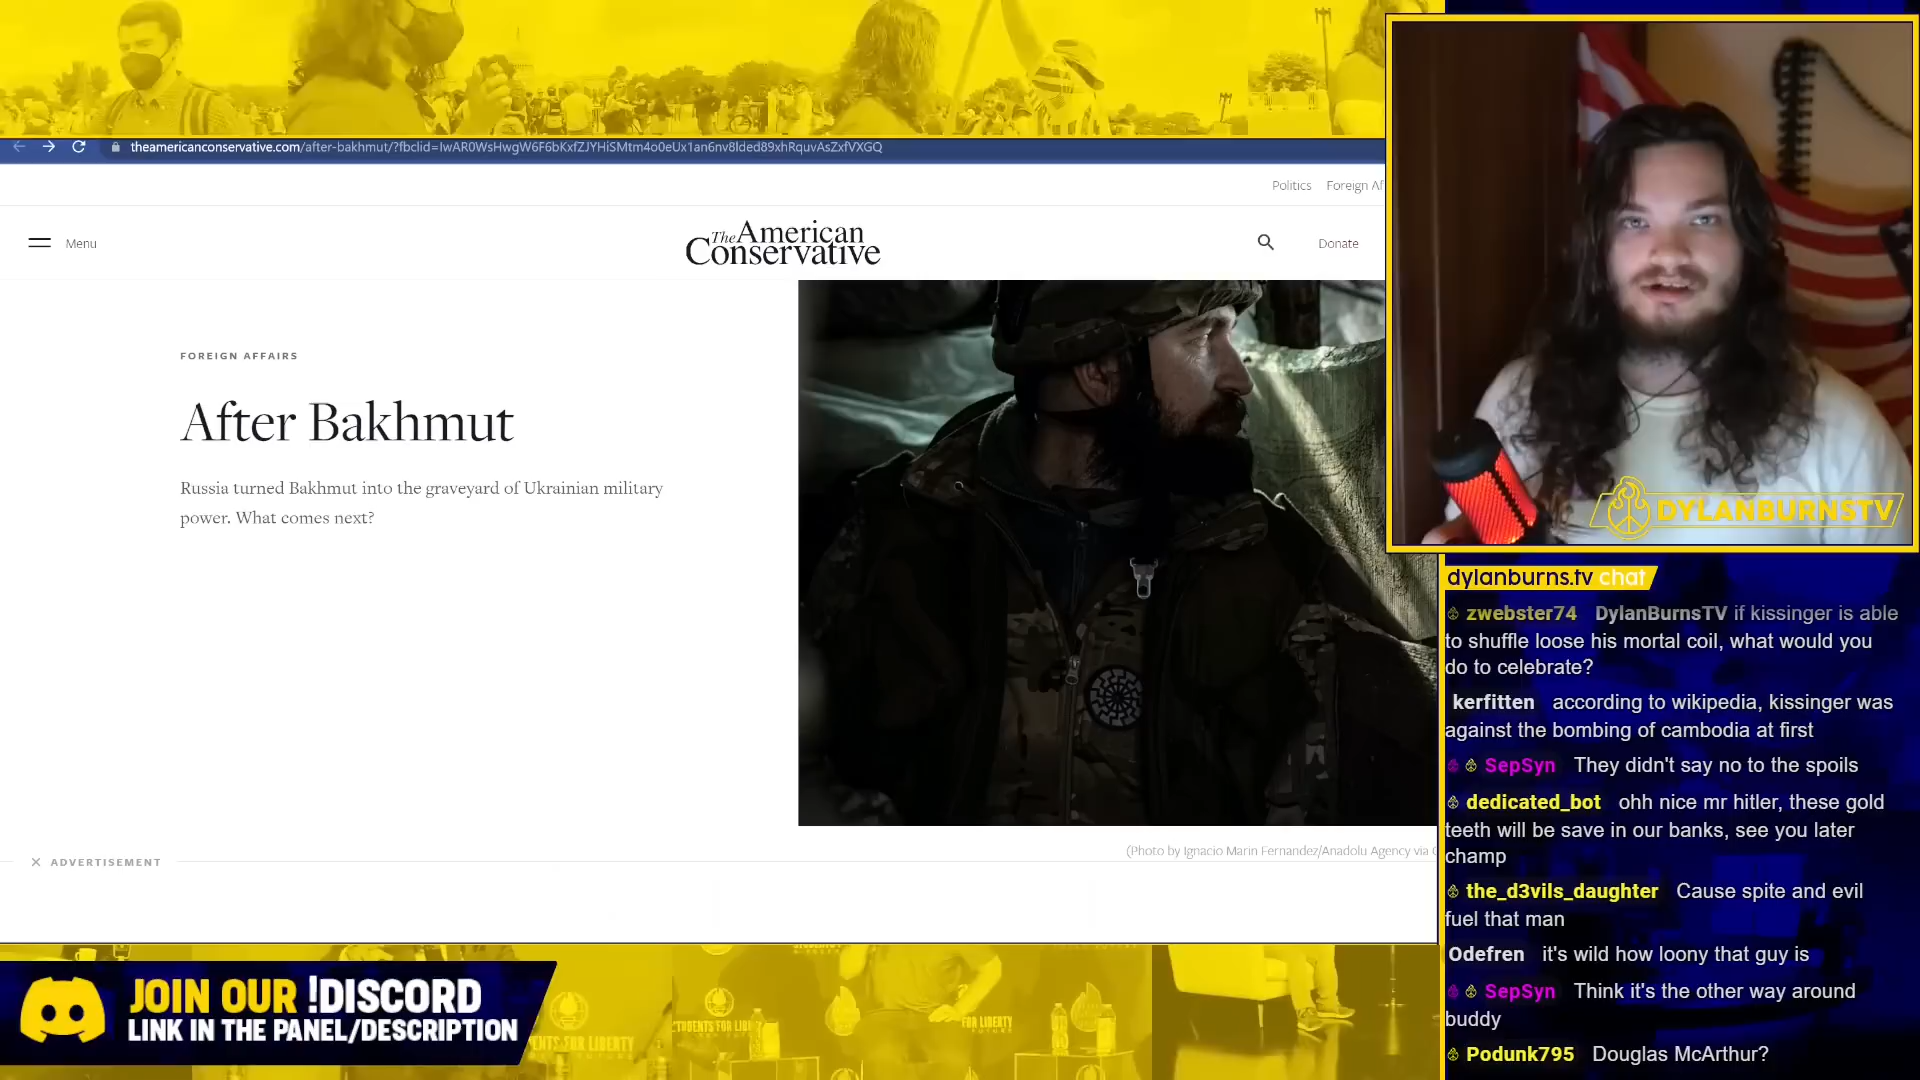 theamericanconservative.com/after-bakhmut/?fbclid=IwAR0WsHwgW6F6bKxfZJYHiSMtm4o0eUx1an6nv8lded89xhRquvAsZxfVXGQ
Politics Foreign Af
Menu
The American
Conservative
Donate
FOREIGN AFFAIRS
After Bakhmut
Russia turned Bakhmut into the graveyard of Ukrainian military
power. What comes next?
(Photo by Ignacio Marin Fernandez/Anadolu Agency via
ADVERTISEMENT
JOIN OUR !DISCORD
LINK IN THE PANEL/DESCRIPTION
FOR LIBERTY
DYLANBURNSTV
dylanburns.tv chat
zwebster74 DylanBurnsTV if kissinger is able
to shuffle loose his mortal coil, what would you
do to celebrate?
kerfitten according to wikipedia, kissinger was
against the bombing of cambodia at first
SepSyn They didn't say no to the spoils
dedicated_bot ohh nice mr hitler, these gold
teeth will be save in our banks, see you later
champ
the_d3vils_daughter Cause spite and evil
fuel that man
Odefren it's wild how loony that guy is
SepSyn Think it's the other way around
buddy
Podunk795 Douglas McArthur?